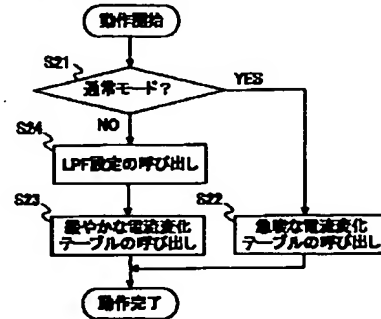 動作開始
S21
通常モード?
YES
NO
S24
LPF設定の呼び出し
S23
緩やかな電流変化
テーブルの呼び出し
S22
急峻な電流変化
テーブルの呼び出し
動作完了